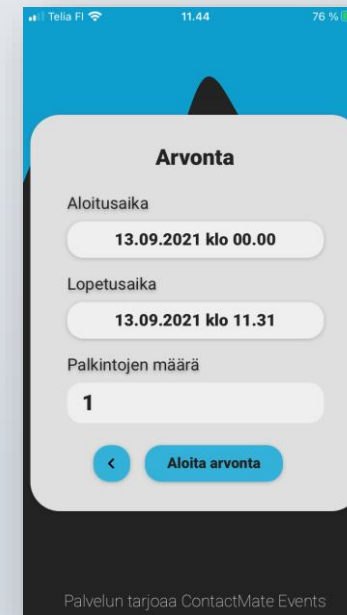 Telia FI 11.44 76 %
Arvonta
Aloitusaika
13.09.2021 klo 00.00
Lopetusaika
13.09.2021 klo 11.31
Palkintojen määrä
1
Aloita arvonta
Palvelun tarjoaa ContactMate Events